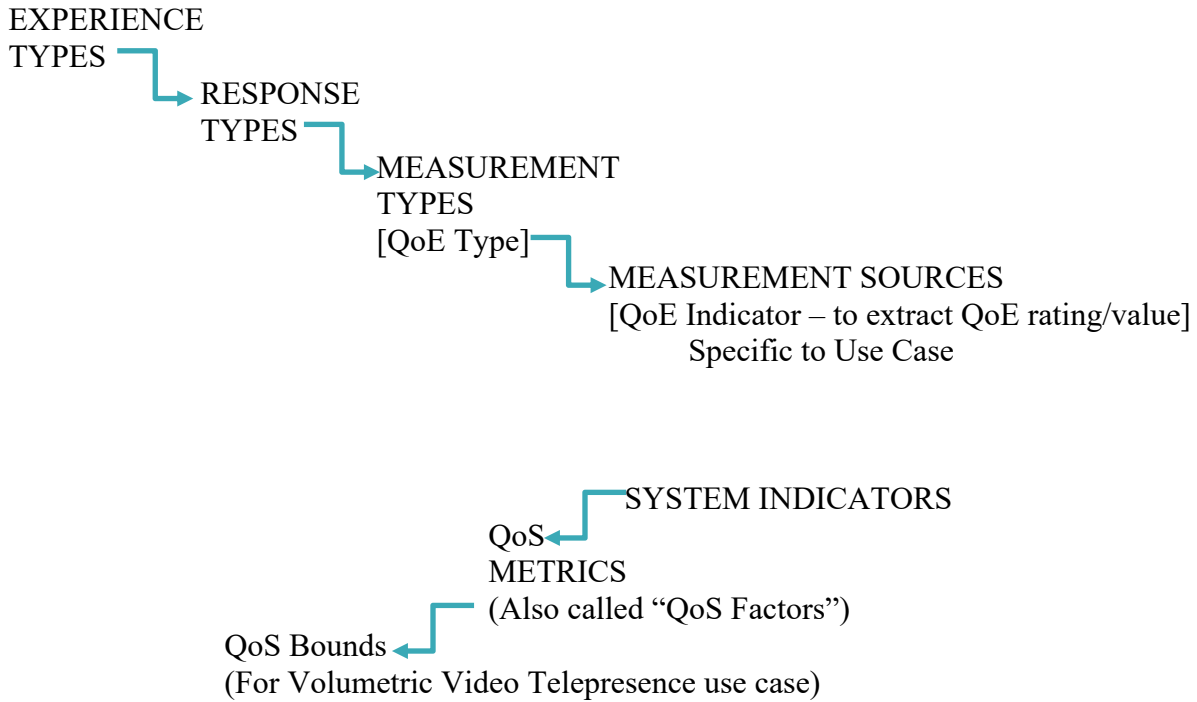 EXPERIENCE
TYPES
RESPONSE
TYPES
MEASUREMENT
TYPES
[QoE Type]
MEASUREMENT SOURCES
[QoE Indicator – to extract QoE rating/value]
Specific to Use Case
SYSTEM INDICATORS
QoS
METRICS
(Also called “QoS Factors”)
QoS Bounds
(For Volumetric Video Telepresence use case)